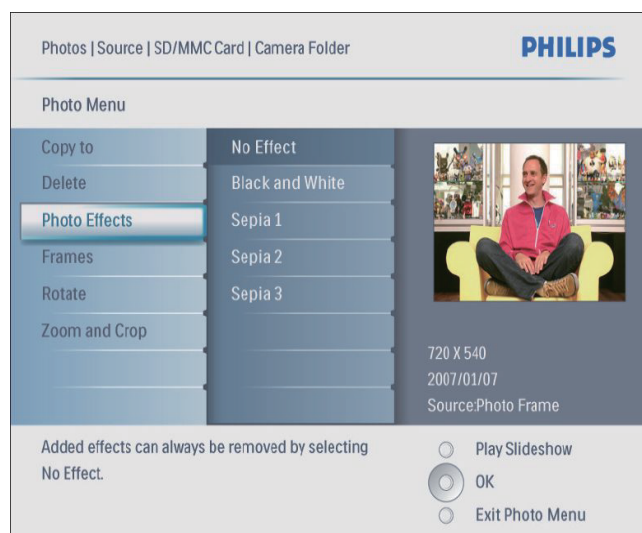 Photos | Source | SD/MMC Card | Camera Folder
PHILIPS
Photo Menu
Copy to
Delete
Photo Effects
Frames
Rotate
Zoom and Crop
No Effect
Black and White
Sepia 1
Sepia 2
Sepia 3
720 X 540
2007/01/07
Source:Photo Frame
Added effects can always be removed by selecting
No Effect.
Play Slideshow
OK
Exit Photo Menu